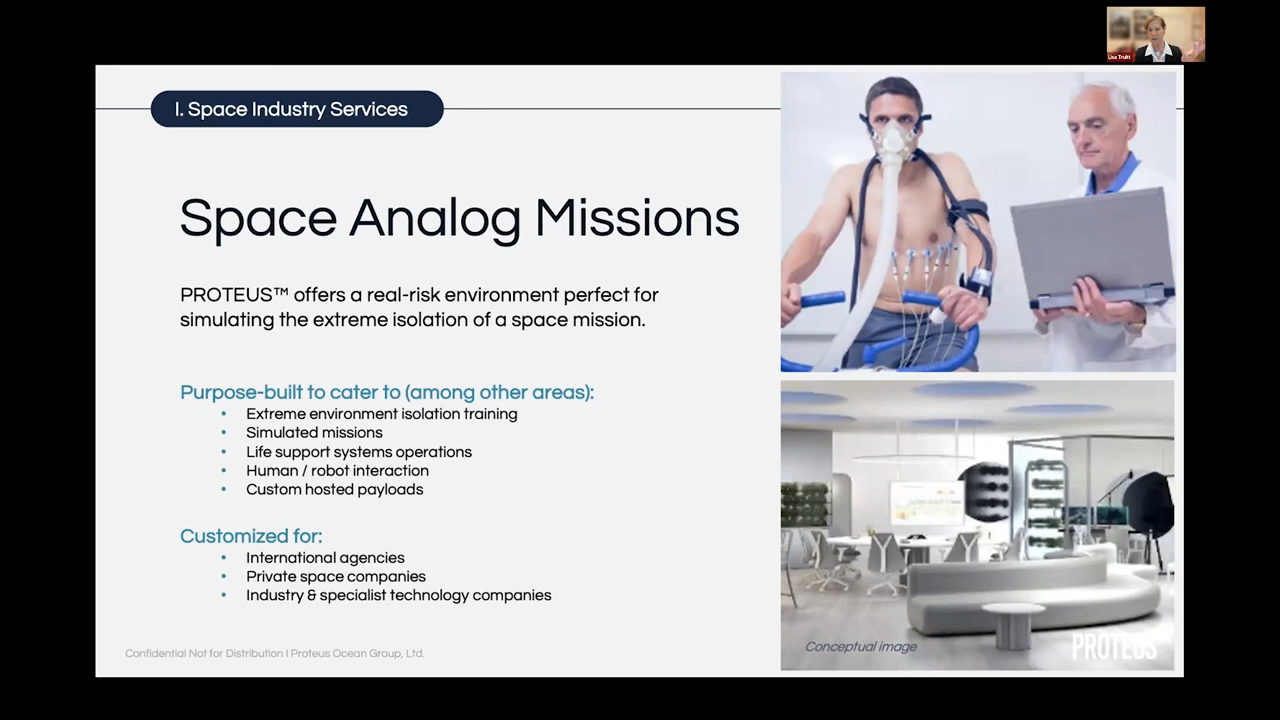 Lisa Truitt
I. Space Industry Services
Space Analog Missions
PROTEUS™ offers a real-risk environment perfect for
simulating the extreme isolation of a space mission.
Purpose-built to cater to (among other areas):
• Extreme environment isolation training
• Simulated missions
• Life support systems operations
• Human / robot interaction
• Custom hosted payloads
Customized for:
• International agencies
• Private space companies
• Industry & specialist technology companies
Confidential Not for Distribution I Proteus Ocean Group, Ltd.
Conceptual image
PROTEUS